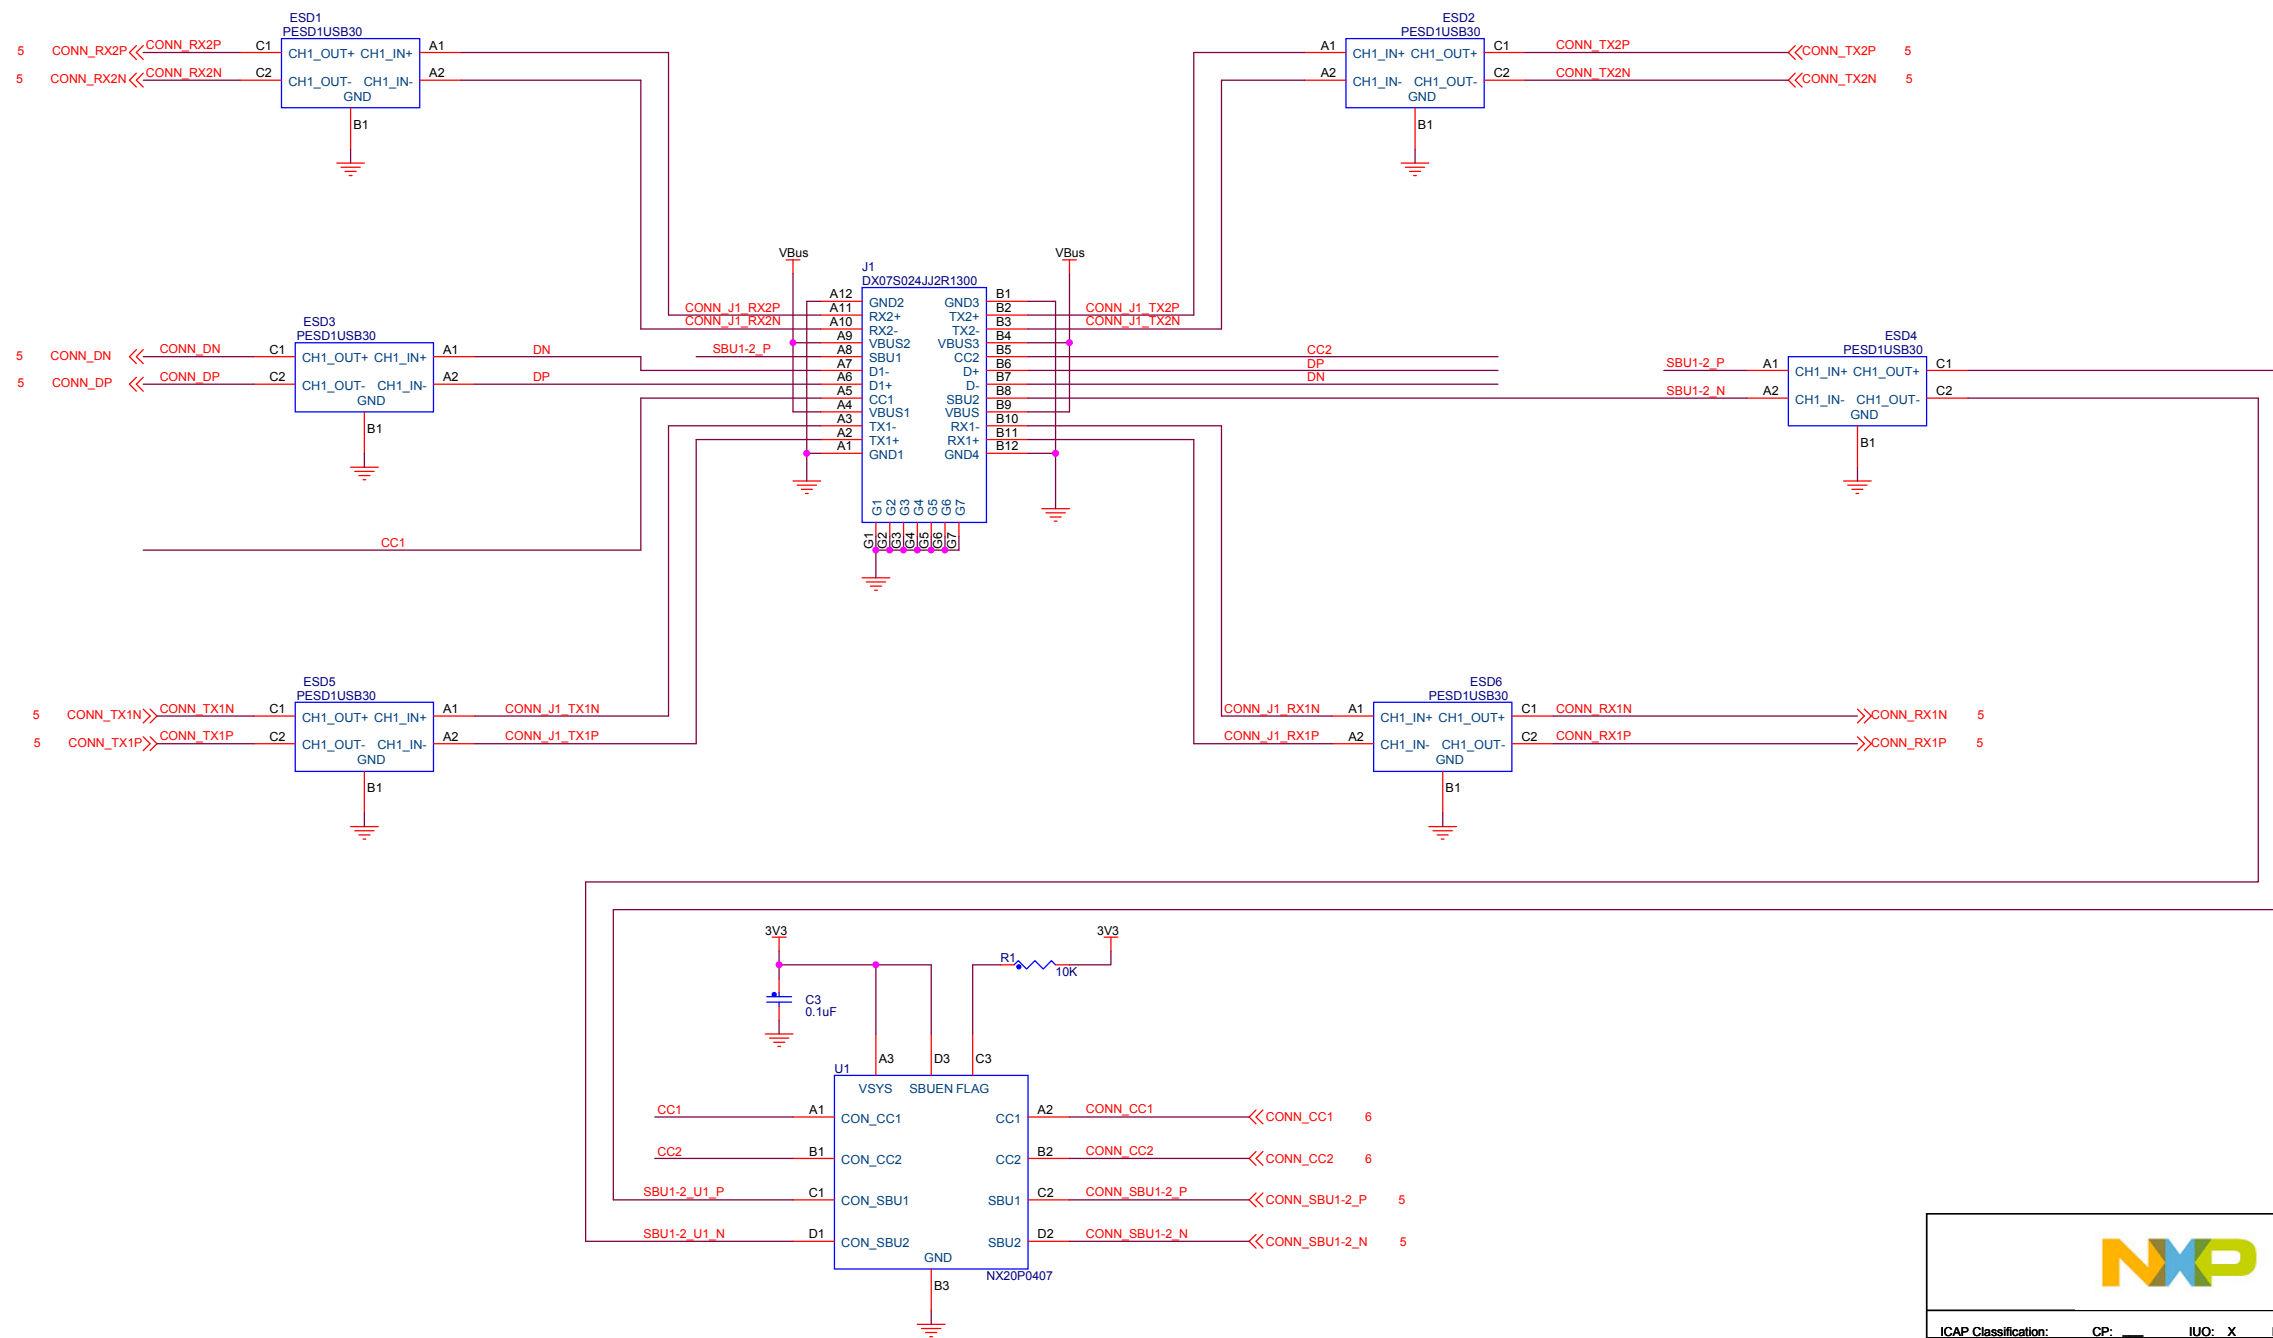 ESD1
PESD1USB30
5 CONN_RX2P CONN_RX2P C1 CH1_OUT+ CH1_IN+ A1
5 CONN_RX2N CONN_RX2N C2 CH1_OUT- CH1_IN- A2
GND
B1
ESD2
PESD1USB30
A1 CH1_IN+ CH1_OUT+ C1 CONN_TX2P CONN_TX2P 5
A2 CH1_IN- CH1_OUT- C2 CONN_TX2N CONN_TX2N 5
GND
B1
VBus
VBus
J1
DX07S024JJ2R1300
A12 GND2 GND3 B1
CONN_J1_RX2P A11 RX2+ TX2+ B2 CONN_J1_TX2P
CONN_J1_RX2N A10 RX2- TX2- B3 CONN_J1_TX2N
A9 VBUS2 VBUS3 B4
SBU1-2_P A8 SBU1 CC2 B5 CC2
A7 D1- D+ B6 DP
A6 D1+ D- B7 DN
A5 CC1 SBU2 B8
A4 VBUS1 VBUS B9
A3 TX1- RX1- B10
A2 TX1+ RX1+ B11
A1 GND1 GND4 B12
G1 G2 G3 G4 G5 G6 G7
G1 G2 G3 G4 G5 G6 G7
ESD3
PESD1USB30
5 CONN_DN CONN_DN C1 CH1_OUT+ CH1_IN+ A1 DN
5 CONN_DP CONN_DP C2 CH1_OUT- CH1_IN- A2 DP
GND
B1
ESD4
PESD1USB30
SBU1-2_P A1 CH1_IN+ CH1_OUT+ C1
SBU1-2_N A2 CH1_IN- CH1_OUT- C2
GND
B1
CC1
ESD5
PESD1USB30
5 CONN_TX1N CONN_TX1N C1 CH1_OUT+ CH1_IN+ A1 CONN_J1_TX1N
5 CONN_TX1P CONN_TX1P C2 CH1_OUT- CH1_IN- A2 CONN_J1_TX1P
GND
B1
ESD6
PESD1USB30
CONN_J1_RX1N A1 CH1_IN+ CH1_OUT+ C1 CONN_RX1N CONN_RX1N 5
CONN_J1_RX1P A2 CH1_IN- CH1_OUT- C2 CONN_RX1P CONN_RX1P 5
GND
B1
3V3
3V3
R1
10K
C3
0.1uF
A3 D3 C3
U1
VSYS SBUEN FLAG
CC1 A1 CON_CC1 CC1 A2 CONN_CC1 CONN_CC1 6
CC2 B1 CON_CC2 CC2 B2 CONN_CC2 CONN_CC2 6
SBU1-2_U1_P C1 CON_SBU1 SBU1 C2 CONN_SBU1-2_P CONN_SBU1-2_P 5
SBU1-2_U1_N D1 CON_SBU2 SBU2 D2 CONN_SBU1-2_N CONN_SBU1-2_N 5
GND
NX20P0407
B3
NXP
ICAP Classification: CP: ___ IUO: X